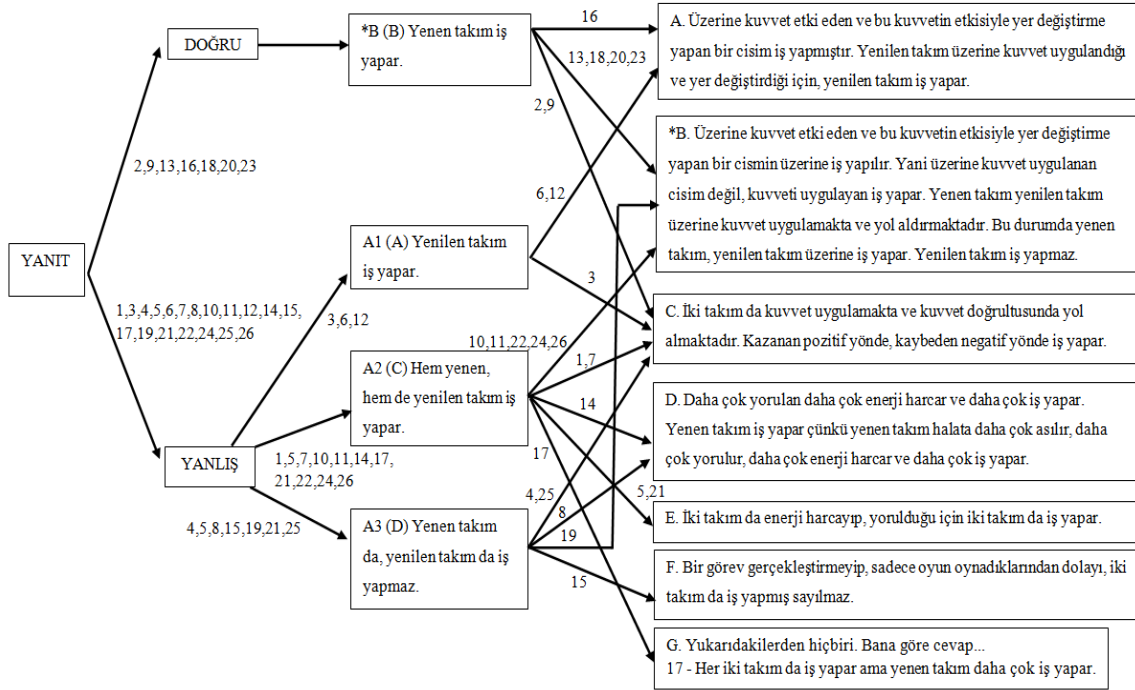 YANIT
DOĞRU
2,9,13,16,18,20,23
1,3,4,5,6,7,8,10,11,12,14,15,
17,19,21,22,24,25,26
YANLIŞ
3,6,12
1,5,7,10,11,14,17,
21,22,24,26
4,5,8,15,19,21,25
*B (B) Yenen takım iş
yapar.
A1 (A) Yenilen takım
iş yapar.
A2 (C) Hem yenen,
hem de yenilen takım iş
yapar.
A3 (D) Yenen takım
da, yenilen takım da iş
yapmaz.
16
13,18,20,23
2,9
6,12
3
10,11,22,24,26
1,7
14
17
5,21
4,25
8
19
15
A. Üzerine kuvvet etki eden ve bu kuvvetin etkisiyle yer değiştirme
yapan bir cisim iş yapmıştır. Yenilen takım üzerine kuvvet uygulandığı
ve yer değiştirdiği için, yenilen takım iş yapar.
*B. Üzerine kuvvet etki eden ve bu kuvvetin etkisiyle yer değiştirme
yapan bir cismin üzerine iş yapılır. Yani üzerine kuvvet uygulanan
cisim değil, kuvveti uygulayan iş yapar. Yenen takım yenilen takım
üzerine kuvvet uygulamakta ve yol aldırmaktadır. Bu durumda yenen
takım, yenilen takım üzerine iş yapar. Yenilen takım iş yapmaz.
C. İki takım da kuvvet uygulamakta ve kuvvet doğrultusunda yol
almaktadır. Kazanan pozitif yönde, kaybeden negatif yönde iş yapar.
D. Daha çok yorulan daha çok enerji harcar ve daha çok iş yapar.
Yenen takım iş yapar çünkü yenen takım halata daha çok asılır, daha
çok yorulur, daha çok enerji harcar ve daha çok iş yapar.
E. İki takım da enerji harcayıp, yorulduğu için iki takım da iş yapar.
F. Bir görev gerçekleştirmeyip, sadece oyun oynadıklarından dolayı, iki
takım da iş yapmış sayılmaz.
G. Yukarıdakilerden hiçbiri. Bana göre cevap...
17 - Her iki takım da iş yapar ama yenen takım daha çok iş yapar.